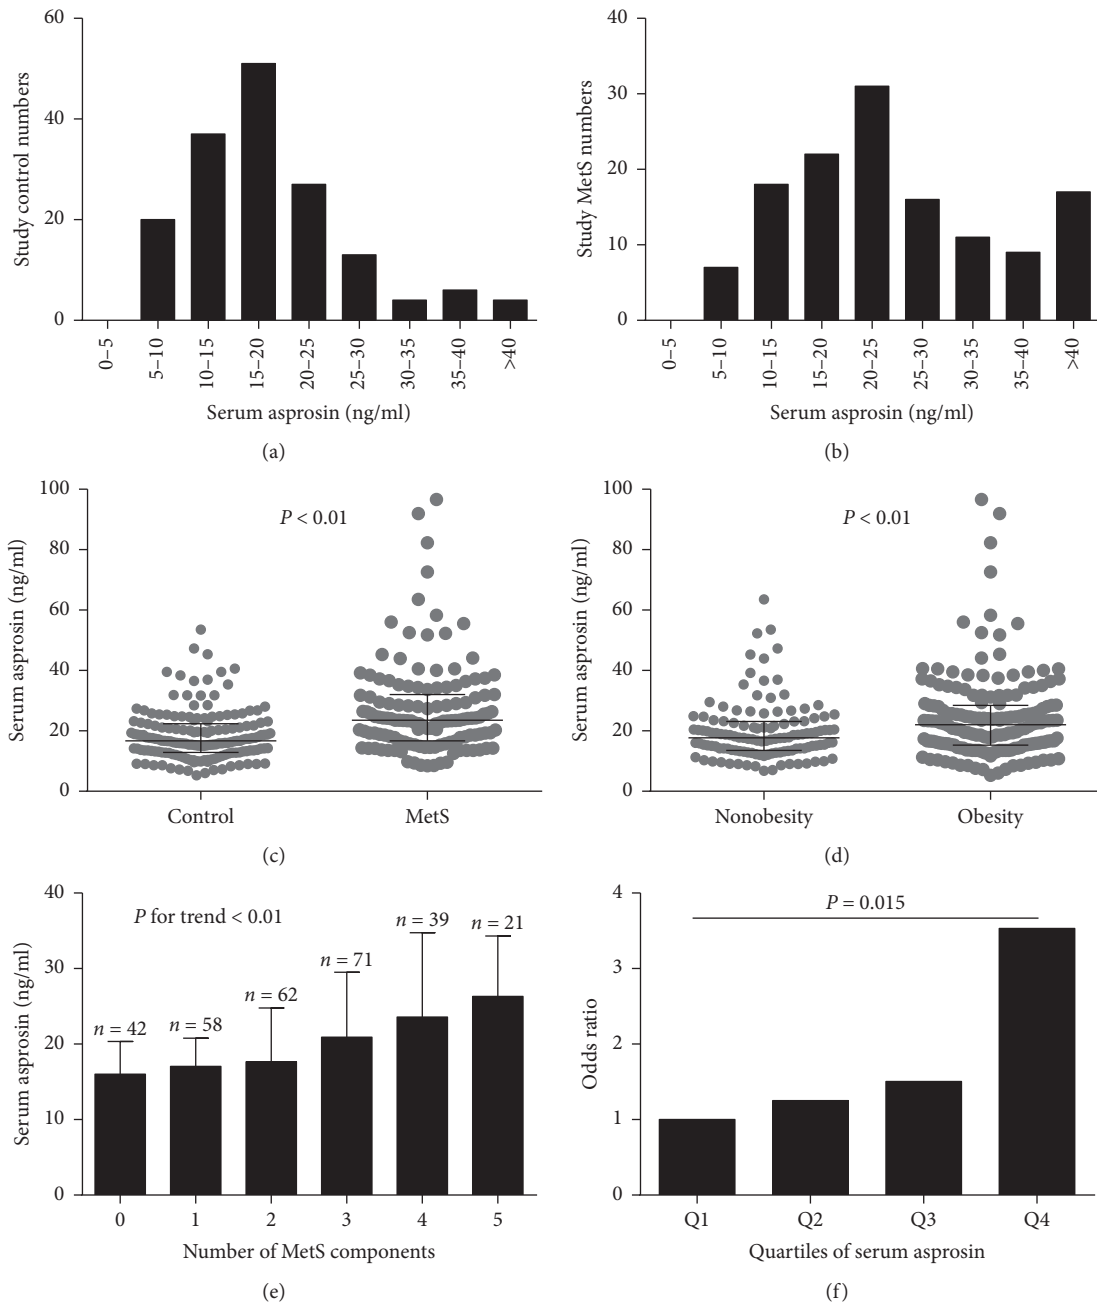 60
40
20
0
Study control numbers
0–5
5–10
10–15
15–20
20–25
25–30
30–35
35–40
>40
Serum asprosin (ng/ml)
(a)
40
30
20
10
0
Study MetS numbers
0–5
5–10
10–15
15–20
20–25
25–30
30–35
35–40
>40
Serum asprosin (ng/ml)
(b)
100
80
60
40
20
0
Serum asprosin (ng/ml)
P < 0.01
Control
MetS
(c)
100
80
60
40
20
0
Serum asprosin (ng/ml)
P < 0.01
Nonobesity
Obesity
(d)
40
30
20
10
0
Serum asprosin (ng/ml)
P for trend < 0.01
n = 42
n = 58
n = 62
n = 71
n = 39
n = 21
0
1
2
3
4
5
Number of MetS components
(e)
4
3
2
1
0
Odds ratio
P = 0.015
Q1
Q2
Q3
Q4
Quartiles of serum asprosin
(f)